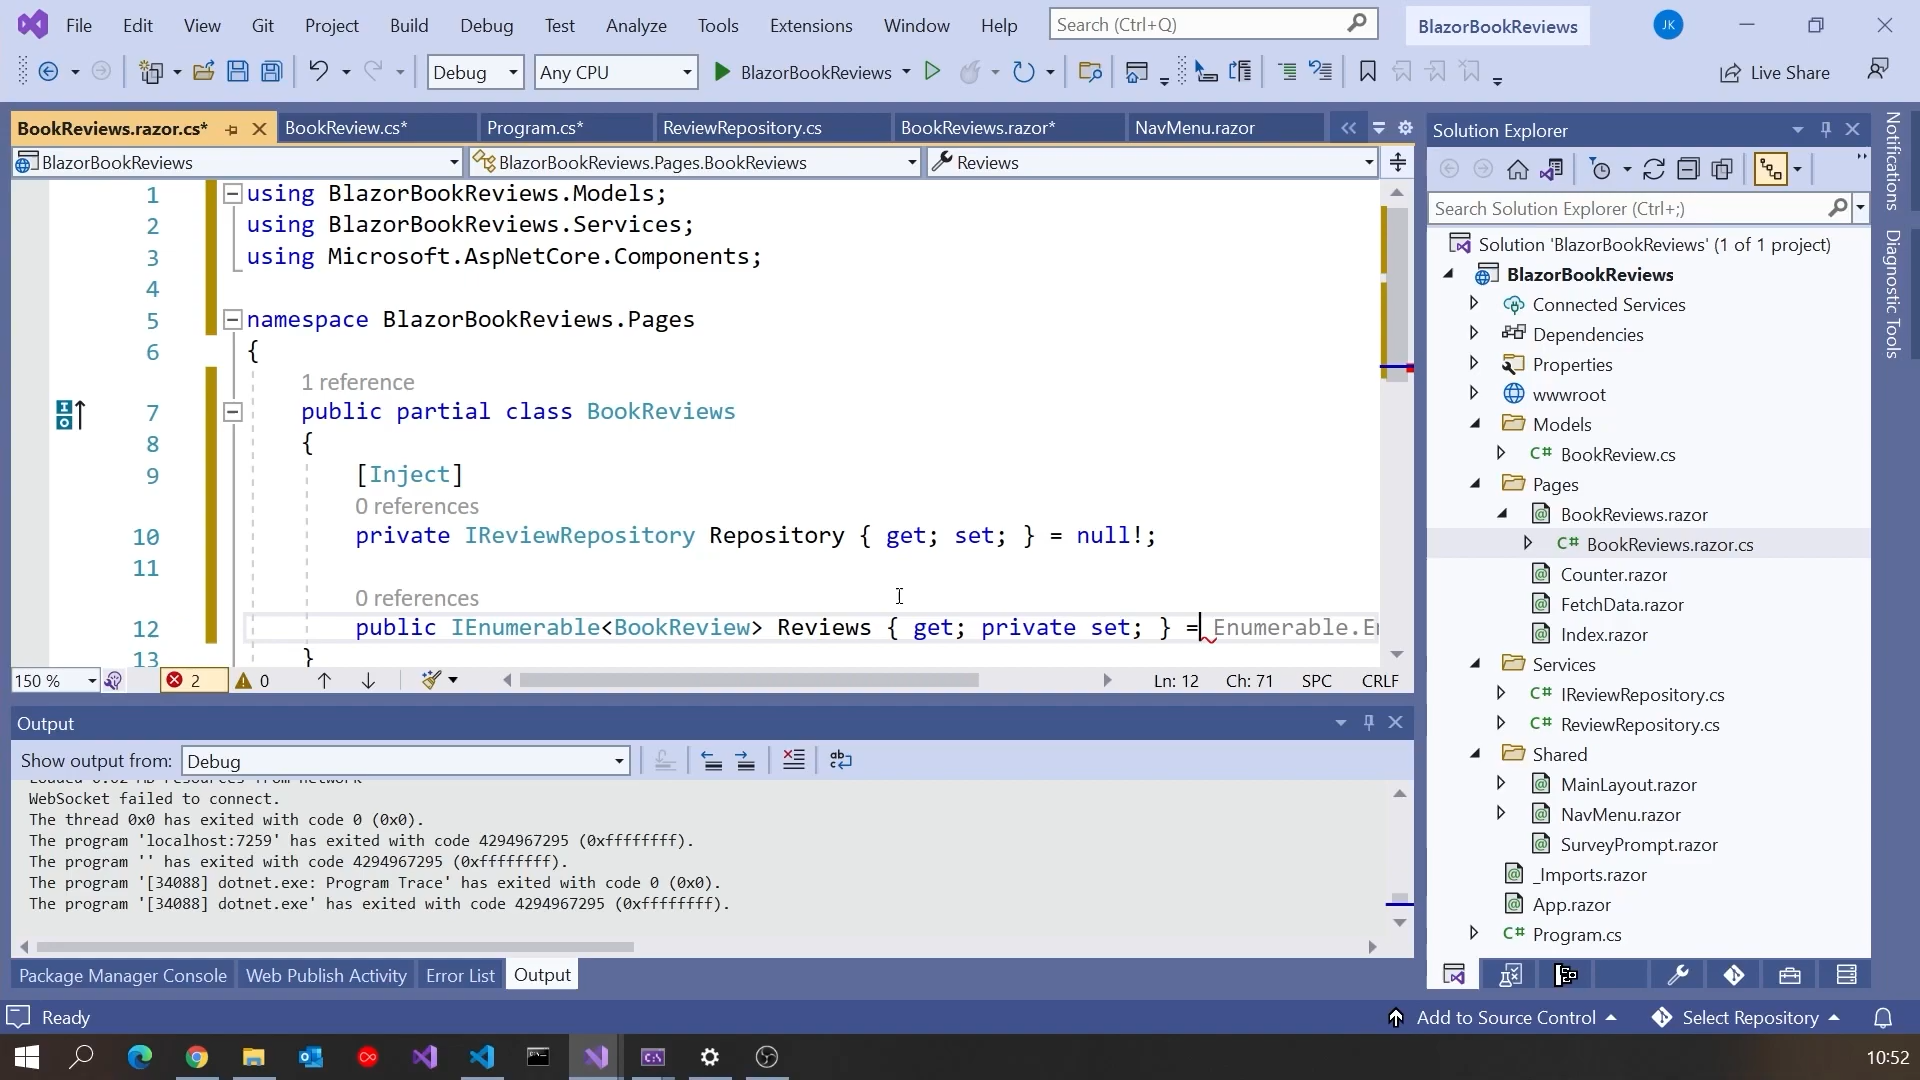 File Edit View Git Project Build Debug Test Analyze Tools Extensions Window Help Search (Ctrl+Q) BlazorBookReviews JK
Debug Any CPU BlazorBookReviews Live Share
BookReviews.razor.cs* BookReview.cs* Program.cs* ReviewRepository.cs BookReviews.razor* NavMenu.razor
BlazorBookReviews BlazorBookReviews.Pages.BookReviews Reviews
1 using BlazorBookReviews.Models;
2 using BlazorBookReviews.Services;
3 using Microsoft.AspNetCore.Components;
4
5 namespace BlazorBookReviews.Pages
6 {
1 reference
7 public partial class BookReviews
8 {
9 [Inject]
0 references
10 private IReviewRepository Repository { get; set; } = null!;
11
0 references
12 public IEnumerable<BookReview> Reviews { get; private set; } = Enumerable.E
13 }
150 % 2 0 Ln: 12 Ch: 71 SPC CRLF
Output
Show output from: Debug
Loaded 6.62 MB resources from network
WebSocket failed to connect.
The thread 0x0 has exited with code 0 (0x0).
The program 'localhost:7259' has exited with code 4294967295 (0xffffffff).
The program '' has exited with code 4294967295 (0xffffffff).
The program '[34088] dotnet.exe: Program Trace' has exited with code 0 (0x0).
The program '[34088] dotnet.exe' has exited with code 4294967295 (0xffffffff).
Package Manager Console Web Publish Activity Error List Output
Solution Explorer
Search Solution Explorer (Ctrl+;)
Solution 'BlazorBookReviews' (1 of 1 project)
BlazorBookReviews
Connected Services
Dependencies
Properties
wwwroot
Models
C# BookReview.cs
Pages
BookReviews.razor
C# BookReviews.razor.cs
Counter.razor
FetchData.razor
Index.razor
Services
C# IReviewRepository.cs
C# ReviewRepository.cs
Shared
MainLayout.razor
NavMenu.razor
SurveyPrompt.razor
_Imports.razor
App.razor
C# Program.cs
Notifications
Diagnostic Tools
Ready Add to Source Control Select Repository
10:52